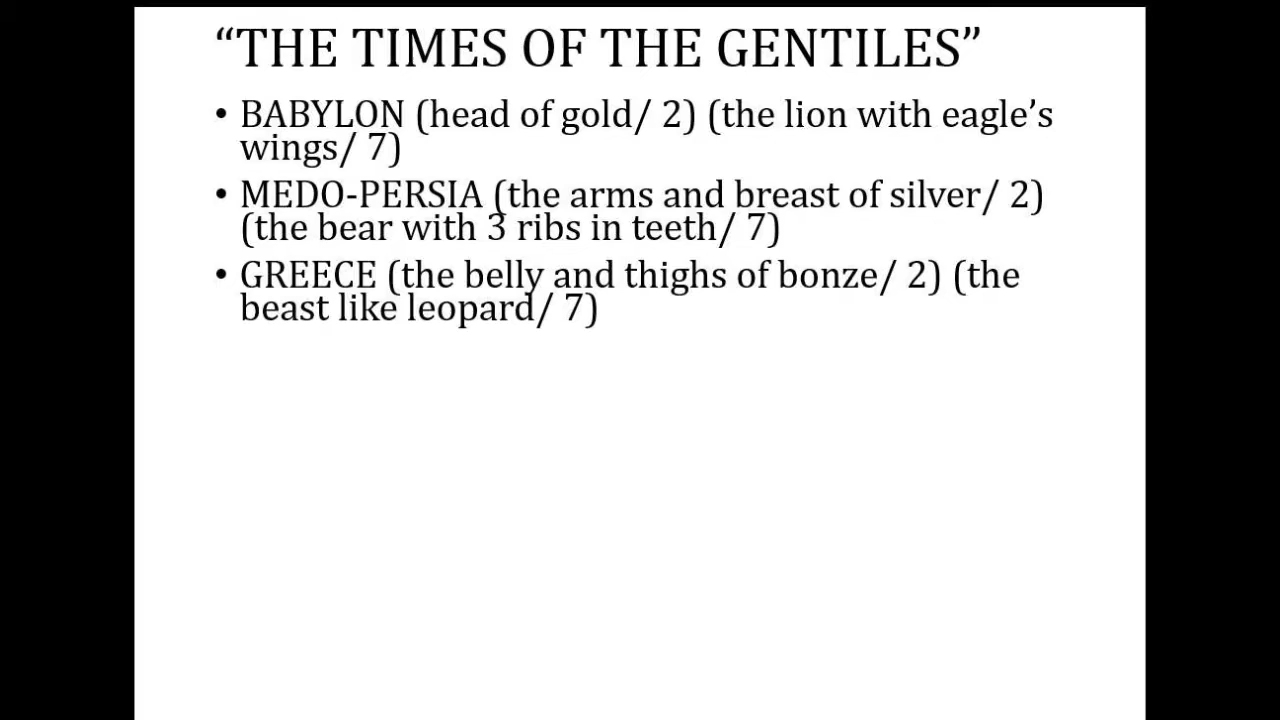 “THE TIMES OF THE GENTILES”
• BABYLON (head of gold/ 2) (the lion with eagle’s
wings/ 7)
• MEDO-PERSIA (the arms and breast of silver/ 2)
(the bear with 3 ribs in teeth/ 7)
• GREECE (the belly and thighs of bonze/ 2) (the
beast like leopard/ 7)